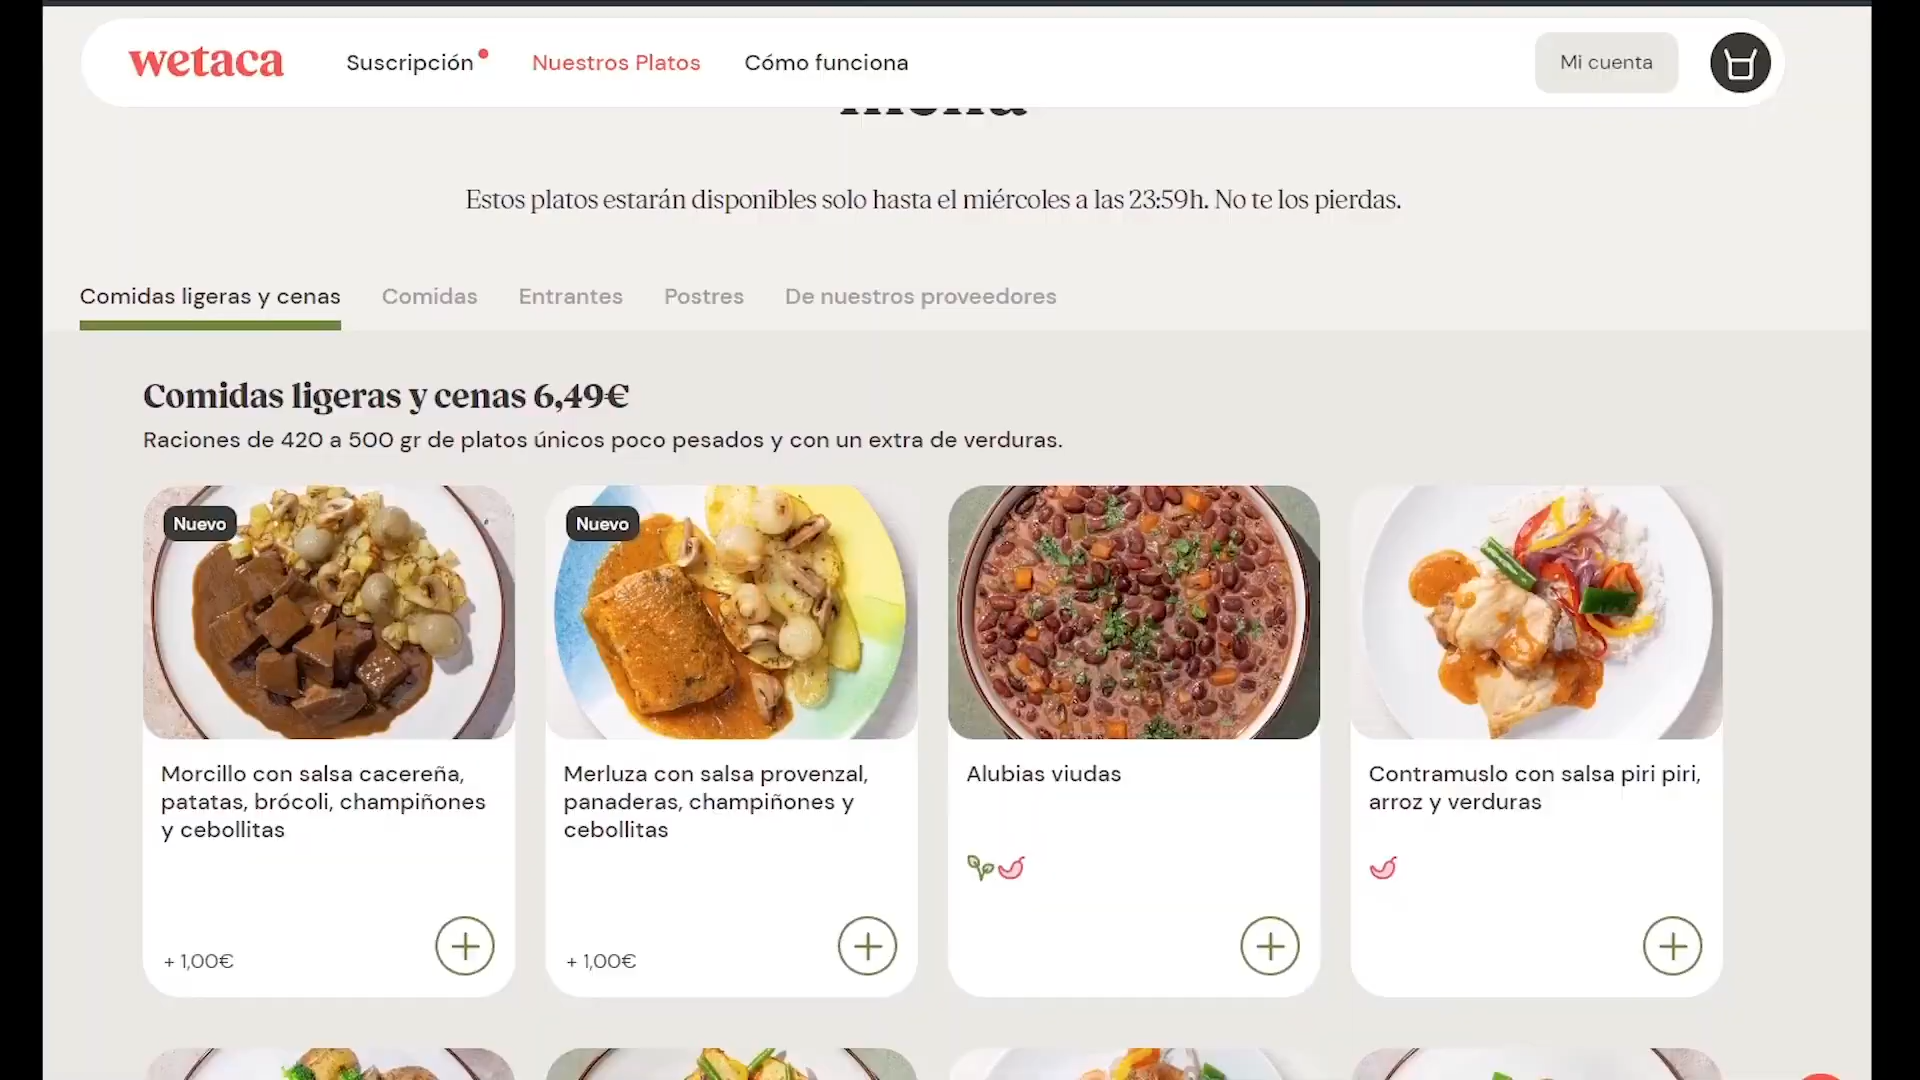 wetaca
Suscripción
Nuestros Platos
Cómo funciona
Mi cuenta
Estos platos estarán disponibles solo hasta el miércoles a las 23:59h. No te los pierdas.
Comidas ligeras y cenas
Comidas
Entrantes
Postres
De nuestros proveedores
Comidas ligeras y cenas 6,49€
Raciones de 420 a 500 gr de platos únicos poco pesados y con un extra de verduras.
Nuevo
Nuevo
Morcillo con salsa cacereña,
patatas, brócoli, champiñones
y cebollitas
+ 1,00€
Merluza con salsa provenzal,
panaderas, champiñones y
cebollitas
+ 1,00€
Alubias viudas
Contramuslo con salsa piri piri,
arroz y verduras